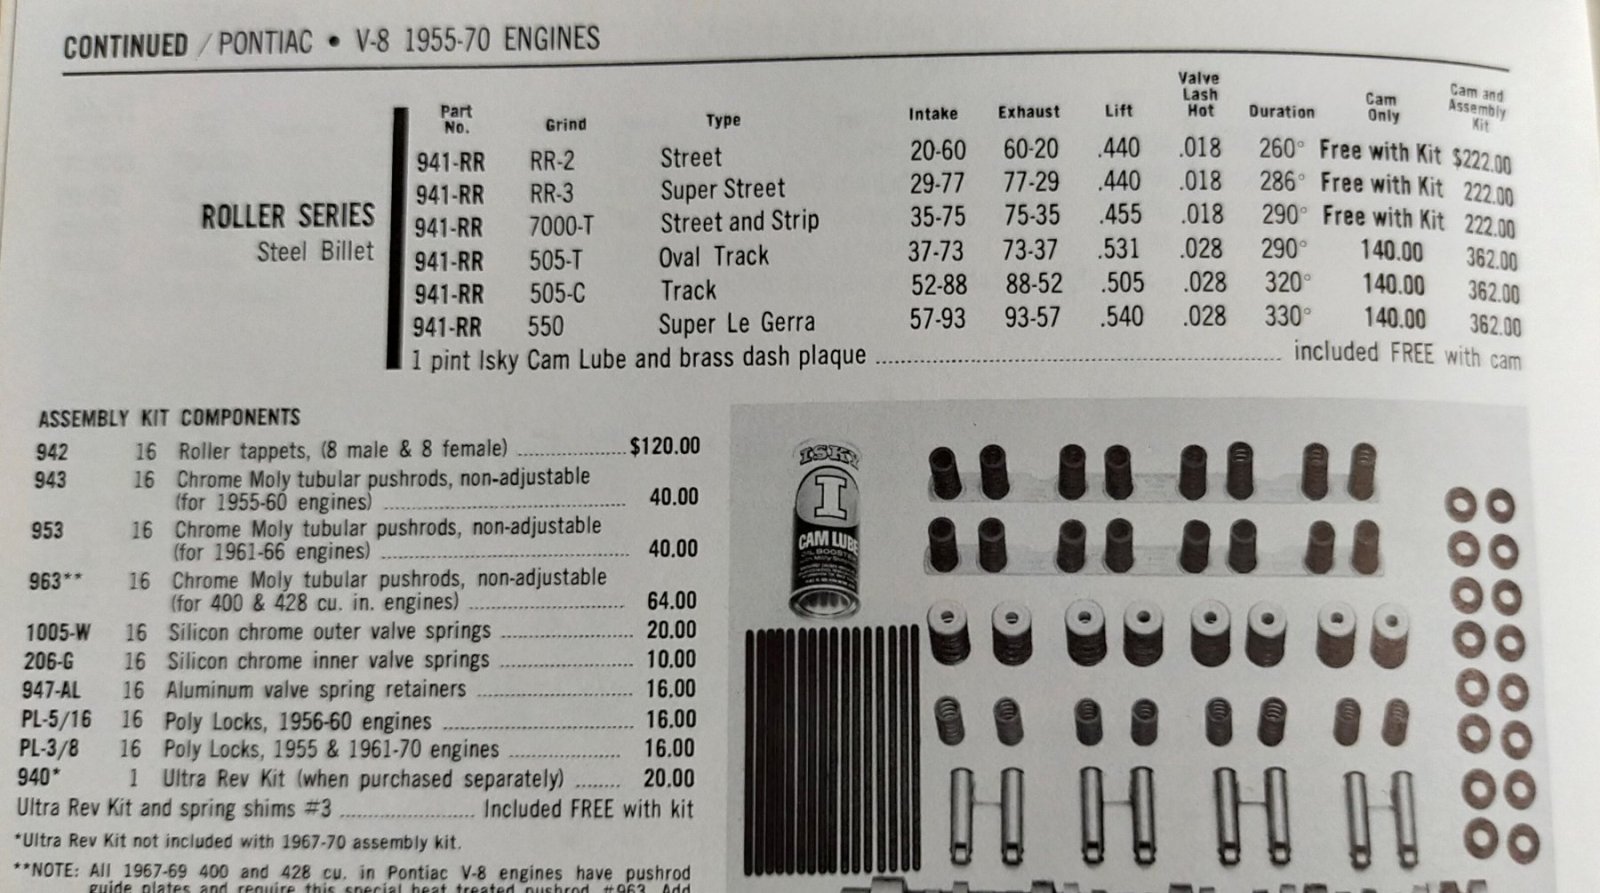 CONTINUED / PONTIAC • V-8 1955-70 ENGINES
Part No. Grind Type Intake Exhaust Lift Valve Lash Hot Duration Cam Only Cam and Assembly Kit
ROLLER SERIES
Steel Billet
941-RR RR-2 Street 20-60 60-20 .440 .018 260° Free with Kit $222.00
941-RR RR-3 Super Street 29-77 77-29 .440 .018 286° Free with Kit 222.00
941-RR 7000-T Street and Strip 35-75 75-35 .455 .018 290° Free with Kit 222.00
941-RR 505-T Oval Track 37-73 73-37 .531 .028 290° 140.00 362.00
941-RR 505-C Track 52-88 88-52 .505 .028 320° 140.00 362.00
941-RR 550 Super Le Gerra 57-93 93-57 .540 .028 330° 140.00 362.00
1 pint Isky Cam Lube and brass dash plaque ........ included FREE with cam
ASSEMBLY KIT COMPONENTS
942 16 Roller tappets, (8 male & 8 female) ........ $120.00
943 16 Chrome Moly tubular pushrods, non-adjustable
(for 1955-60 engines) ........ 40.00
953 16 Chrome Moly tubular pushrods, non-adjustable
(for 1961-66 engines) ........ 40.00
963** 16 Chrome Moly tubular pushrods, non-adjustable
(for 400 & 428 cu. in. engines) ........ 64.00
1005-W 16 Silicon chrome outer valve springs ........ 20.00
206-G 16 Silicon chrome inner valve springs ........ 10.00
947-AL 16 Aluminum valve spring retainers ........ 16.00
PL-5/16 16 Poly Locks, 1956-60 engines ........ 16.00
PL-3/8 16 Poly Locks, 1955 & 1961-70 engines ........ 16.00
940* 1 Ultra Rev Kit (when purchased separately) ........ 20.00
Ultra Rev Kit and spring shims #3 ........ Included FREE with kit
*Ultra Rev Kit not included with 1967-70 assembly kit.
**NOTE: All 1967-69 400 and 428 cu. in Pontiac V-8 engines have pushrod
guide plates and require this special heat treated pushrod #963. Add
ISKY
I
CAM LUBE
OIL BOOSTER